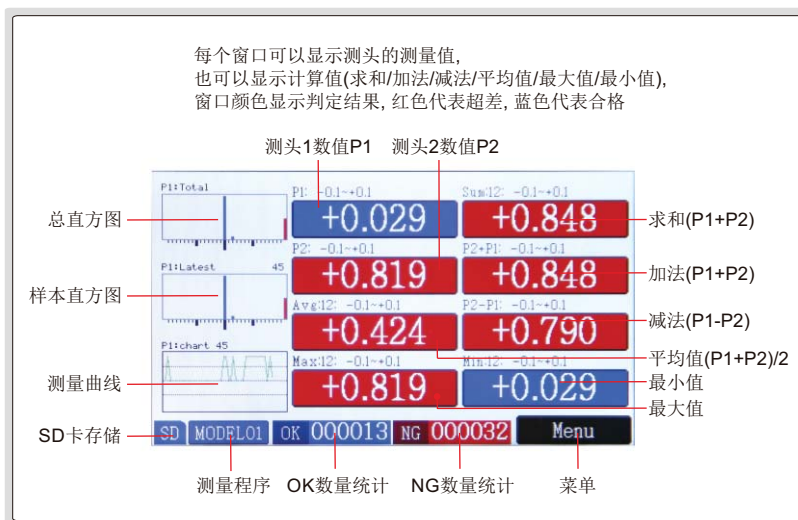 每个窗口可以显示测头的测量值,
也可以显示计算值(求和/加法/减法/平均值/最大值/最小值),
窗口颜色显示判定结果, 红色代表超差, 蓝色代表合格
测头1数值P1 测头2数值P2
P1:Total
P1: -0.1~+0.1
Sum:12: -0.1~+0.1
总直方图
+0.029
+0.848
求和(P1+P2)
P2: -0.1~+0.1
P2+P1: -0.1~+0.1
P1:Latest 45
+0.819
+0.848
加法(P1+P2)
样本直方图
Avg:12: -0.1~+0.1
P2-P1: -0.1~+0.1
+0.424
+0.790
减法(P1-P2)
P1:chart 45
平均值(P1+P2)/2
Max:12: -0.1~+0.1
Min:12: -0.1~+0.1
测量曲线
+0.819
+0.029
最小值
最大值
SD卡存储
SD MODEL01 OK 000013 NG 000032 Menu
测量程序 OK数量统计 NG数量统计 菜单